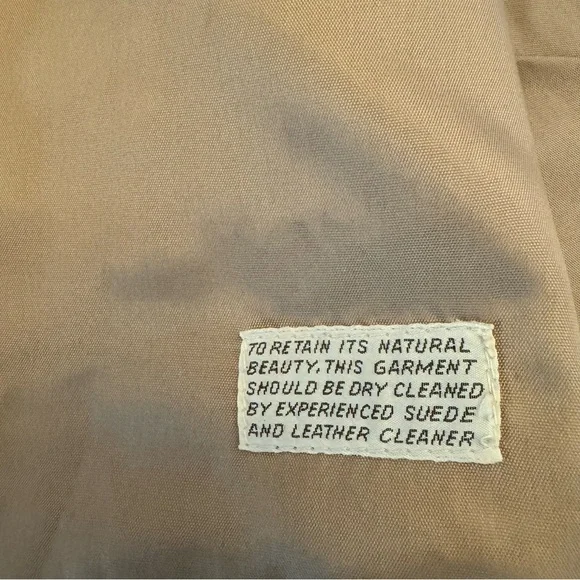 TO RETAIN ITS NATURAL
BEAUTY, THIS GARMENT
SHOULD BE DRY CLEANED
BY EXPERIENCED SUEDE
AND LEATHER CLEANER